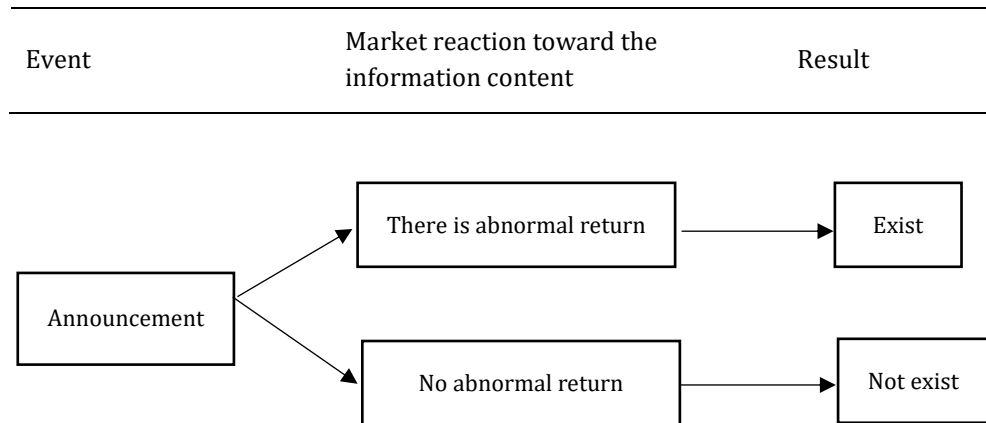 Event
Market reaction toward the
information content
Result
There is abnormal return
Exist
Announcement
No abnormal return
Not exist